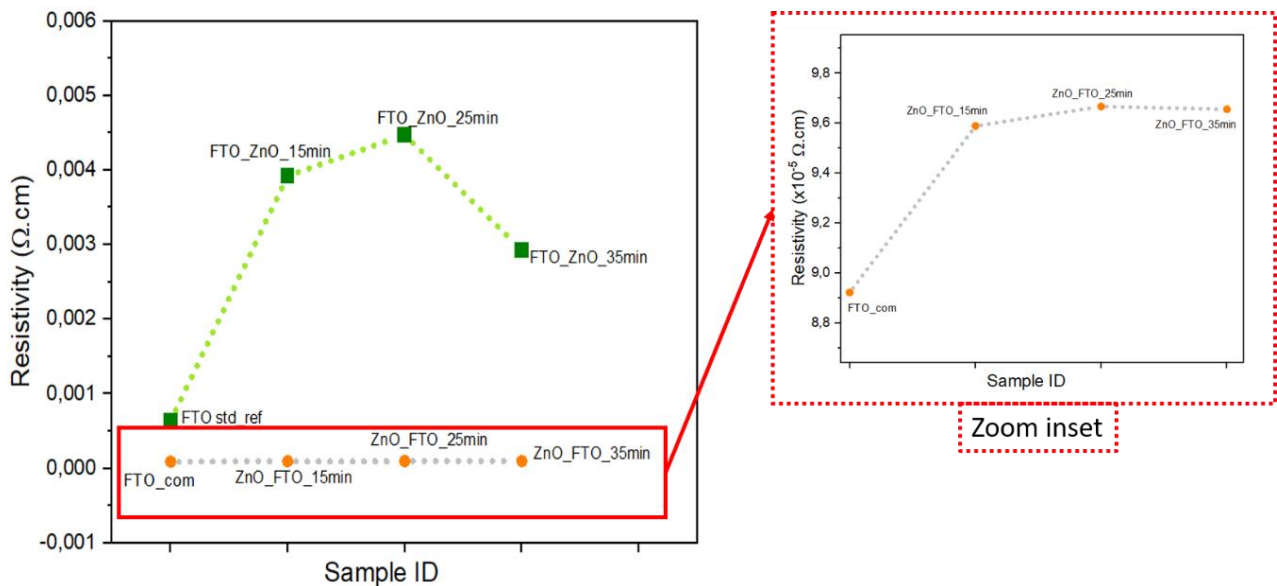 0,006
0,005
0,004
0,003
0,002
0,001
0,000
-0,001
Resistivity (Ω.cm)
FTO_ZnO_25min
FTO_ZnO_15min
FTO_ZnO_35min
FTO std_ref
ZnO_FTO_25min
ZnO_FTO_35min
FTO_com
ZnO_FTO_15min
Sample ID
9,8
9,6
9,4
9,2
9,0
8,8
Resistivity (x10⁻⁵ Ω.cm)
ZnO_FTO_25min
ZnO_FTO_15min
ZnO_FTO_35min
FTO_com
Sample ID
Zoom inset